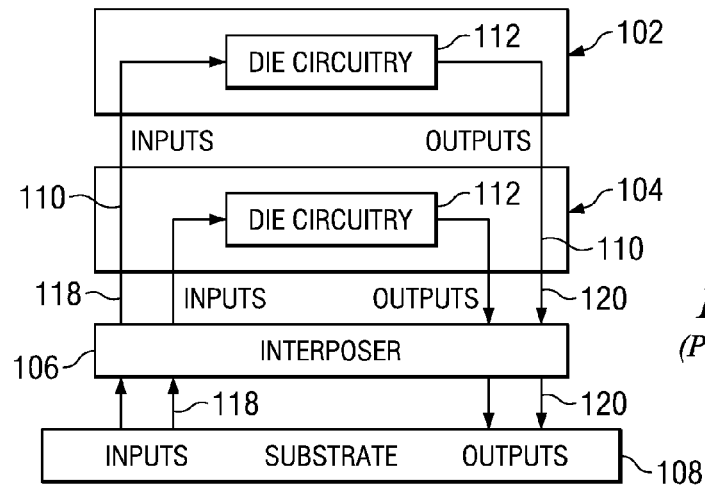 112
DIE CIRCUITRY
102
INPUTS
OUTPUTS
110
112
104
DIE CIRCUITRY
110
118
INPUTS
OUTPUTS
120
106
INTERPOSER
(P
118
120
INPUTS
SUBSTRATE
OUTPUTS
108